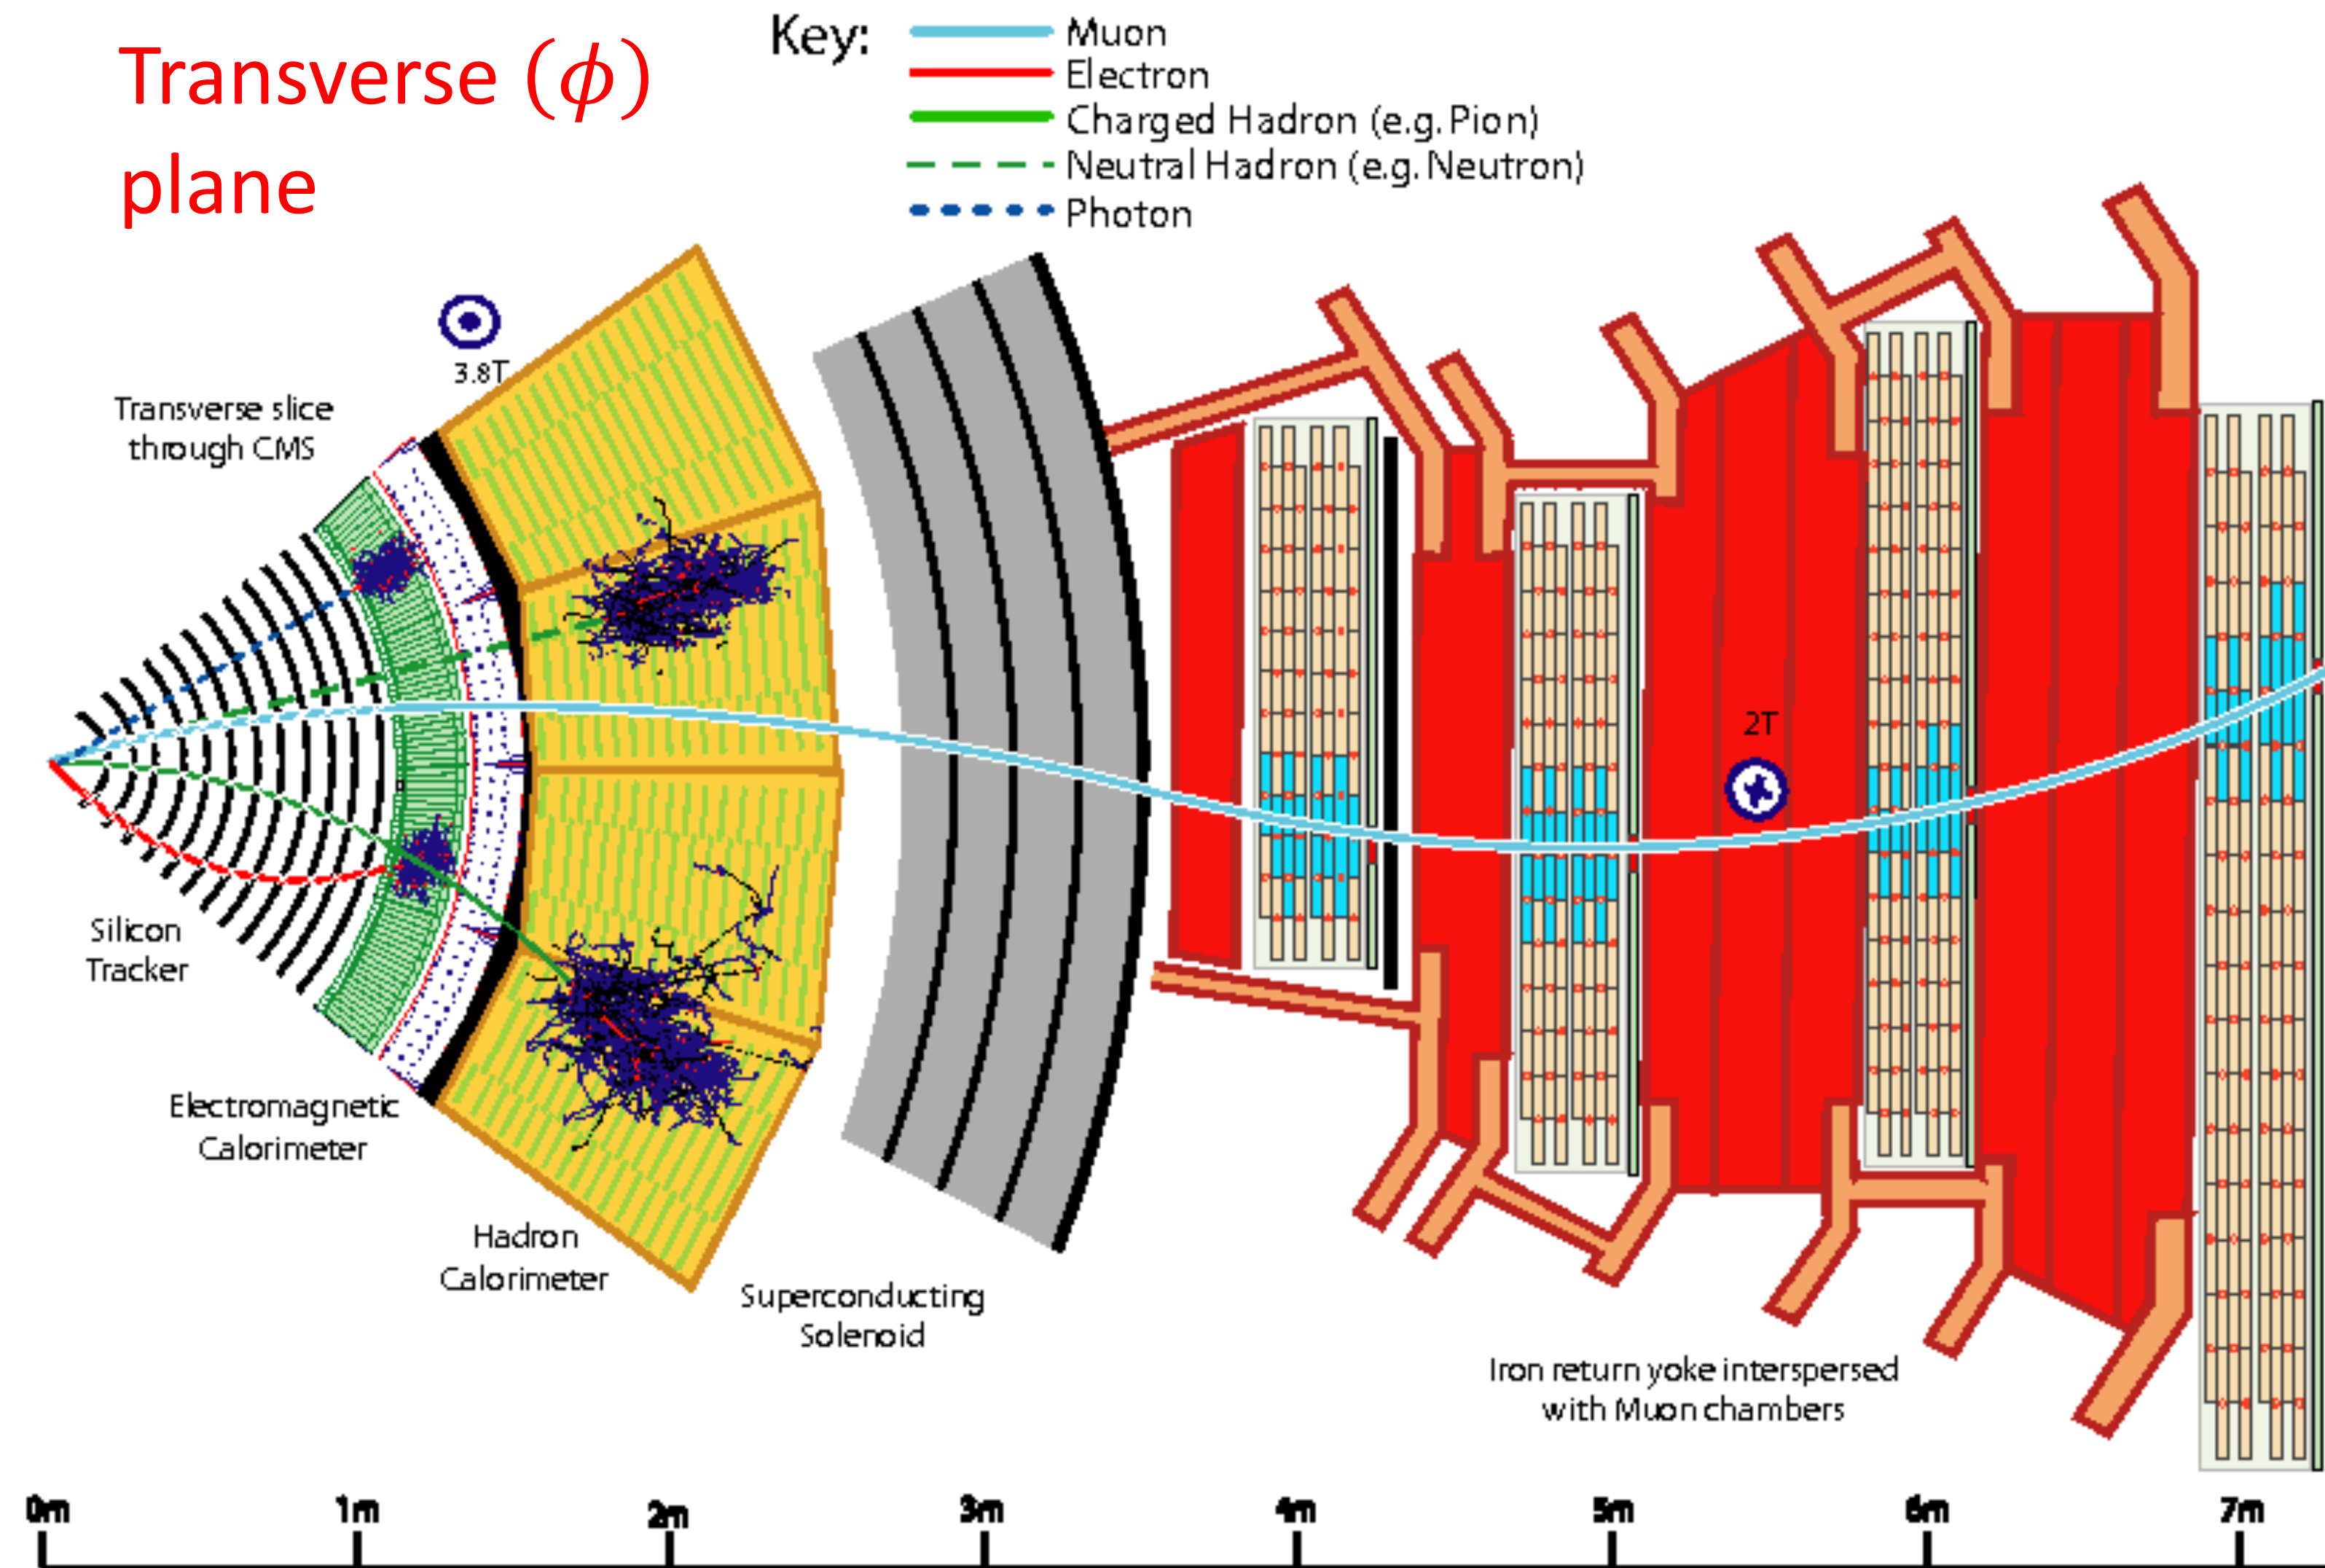 Transverse (ϕ)
plane
Key:
Muon
Electron
Charged Hadron (e.g. Pion)
Neutral Hadron (e.g. Neutron)
Photon
3.8T
Transverse slice
through CMS
2T
Silicon
Tracker
Electromagnetic
Calorimeter
Hadron
Calorimeter
Superconducting
Solenoid
Iron return yoke interspersed
with Muon chambers
0m 1m 2m 3m 4m 5m 6m 7m